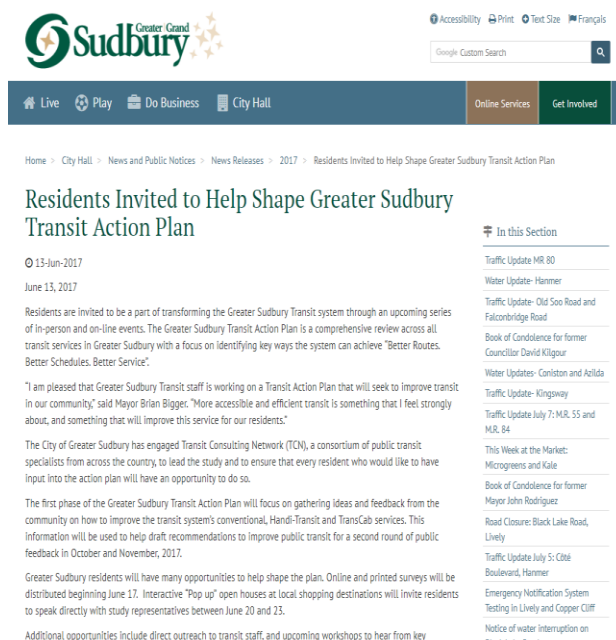 Greater Grand
Sudbury
Accessibility Print Text Size Français
Google Custom Search
Live Play Do Business City Hall
Online Services Get Involved
Home > City Hall > News and Public Notices > News Releases > 2017 > Residents Invited to Help Shape Greater Sudbury Transit Action Plan
Residents Invited to Help Shape Greater Sudbury
Transit Action Plan
13-Jun-2017
June 13, 2017
Residents are invited to be a part of transforming the Greater Sudbury Transit system through an upcoming series
of in-person and on-line events. The Greater Sudbury Transit Action Plan is a comprehensive review across all
transit services in Greater Sudbury with a focus on identifying key ways the system can achieve “Better Routes.
Better Schedules. Better Service”.
“I am pleased that Greater Sudbury Transit staff is working on a Transit Action Plan that will seek to improve transit
in our community,” said Mayor Brian Bigger. “More accessible and efficient transit is something that I feel strongly
about, and something that will improve this service for our residents.”
The City of Greater Sudbury has engaged Transit Consulting Network (TCN), a consortium of public transit
specialists from across the country, to lead the study and to ensure that every resident who would like to have
input into the action plan will have an opportunity to do so.
The first phase of the Greater Sudbury Transit Action Plan will focus on gathering ideas and feedback from the
community on how to improve the transit system's conventional, Handi-Transit and TransCab services. This
information will be used to help draft recommendations to improve public transit for a second round of public
feedback in October and November, 2017.
Greater Sudbury residents will have many opportunities to help shape the plan. Online and printed surveys will be
distributed beginning June 17. Interactive “Pop up” open houses at local shopping destinations will invite residents
to speak directly with study representatives between June 20 and 23.
Additional opportunities include direct outreach to transit staff, and upcoming workshops to hear from key
In this Section
Traffic Update MR 80
Water Update- Hanmer
Traffic Update- Old Soo Road and
Falconbridge Road
Book of Condolence for former
Councillor David Kilgour
Water Updates- Coniston and Azilda
Traffic Update- Kingsway
Traffic Update July 7: M.R. 55 and
M.R. 84
This Week at the Market:
Microgreens and Kale
Book of Condolence for former
Mayor John Rodriguez
Road Closure: Black Lake Road,
Lively
Traffic Update July 5: Côté
Boulevard, Hanmer
Emergency Notification System
Testing in Lively and Copper Cliff
Notice of water interruption on